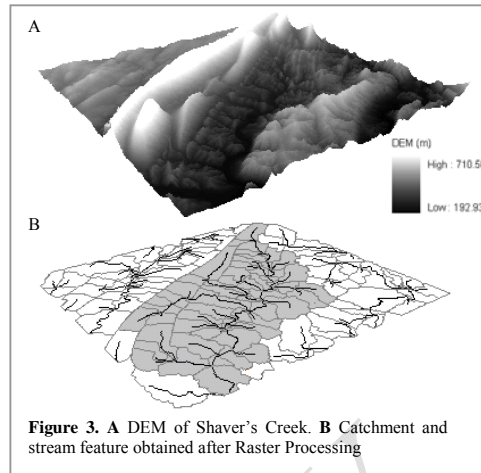 A
DEM (m)
High : 710.5
Low : 192.93
B
Figure 3. A DEM of Shaver's Creek. B Catchment and
stream feature obtained after Raster Processing